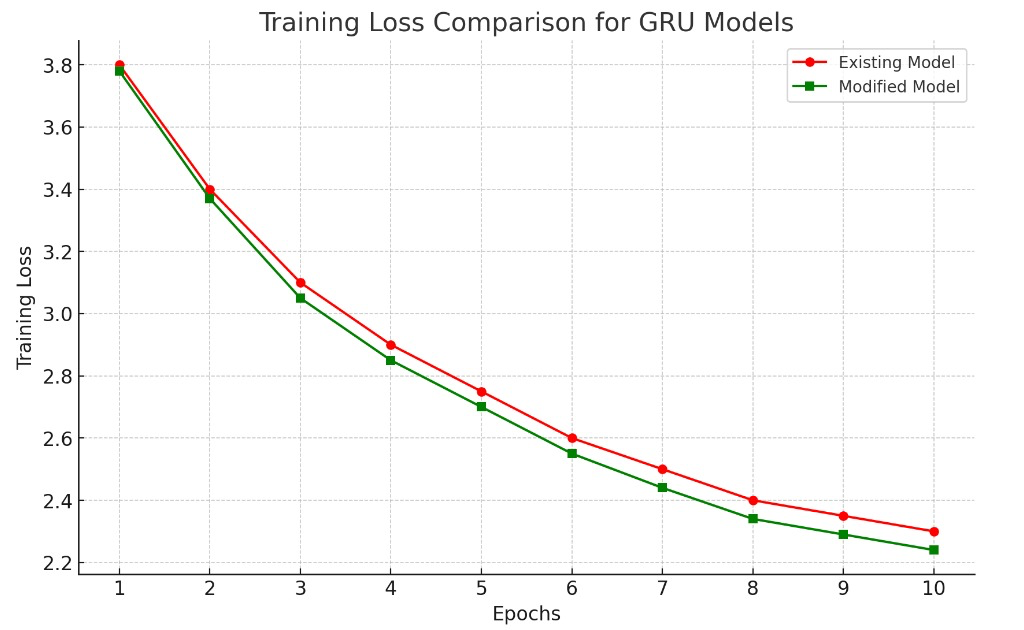 Training Loss Comparison for GRU Models
Existing Model
Modified Model
Training Loss
3.8
3.6
3.4
3.2
3.0
2.8
2.6
2.4
2.2
1 2 3 4 5 6 7 8 9 10
Epochs